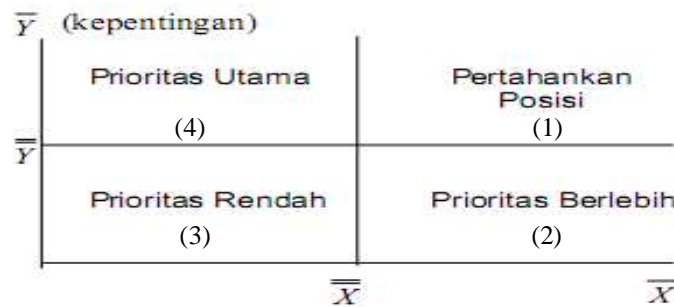 Y̅ (kepentingan)
Prioritas Utama
(4)
Pertahankan
Posisi
(1)
Y̿
Prioritas Rendah
(3)
Prioritas Berlebih
(2)
X̿
X̅